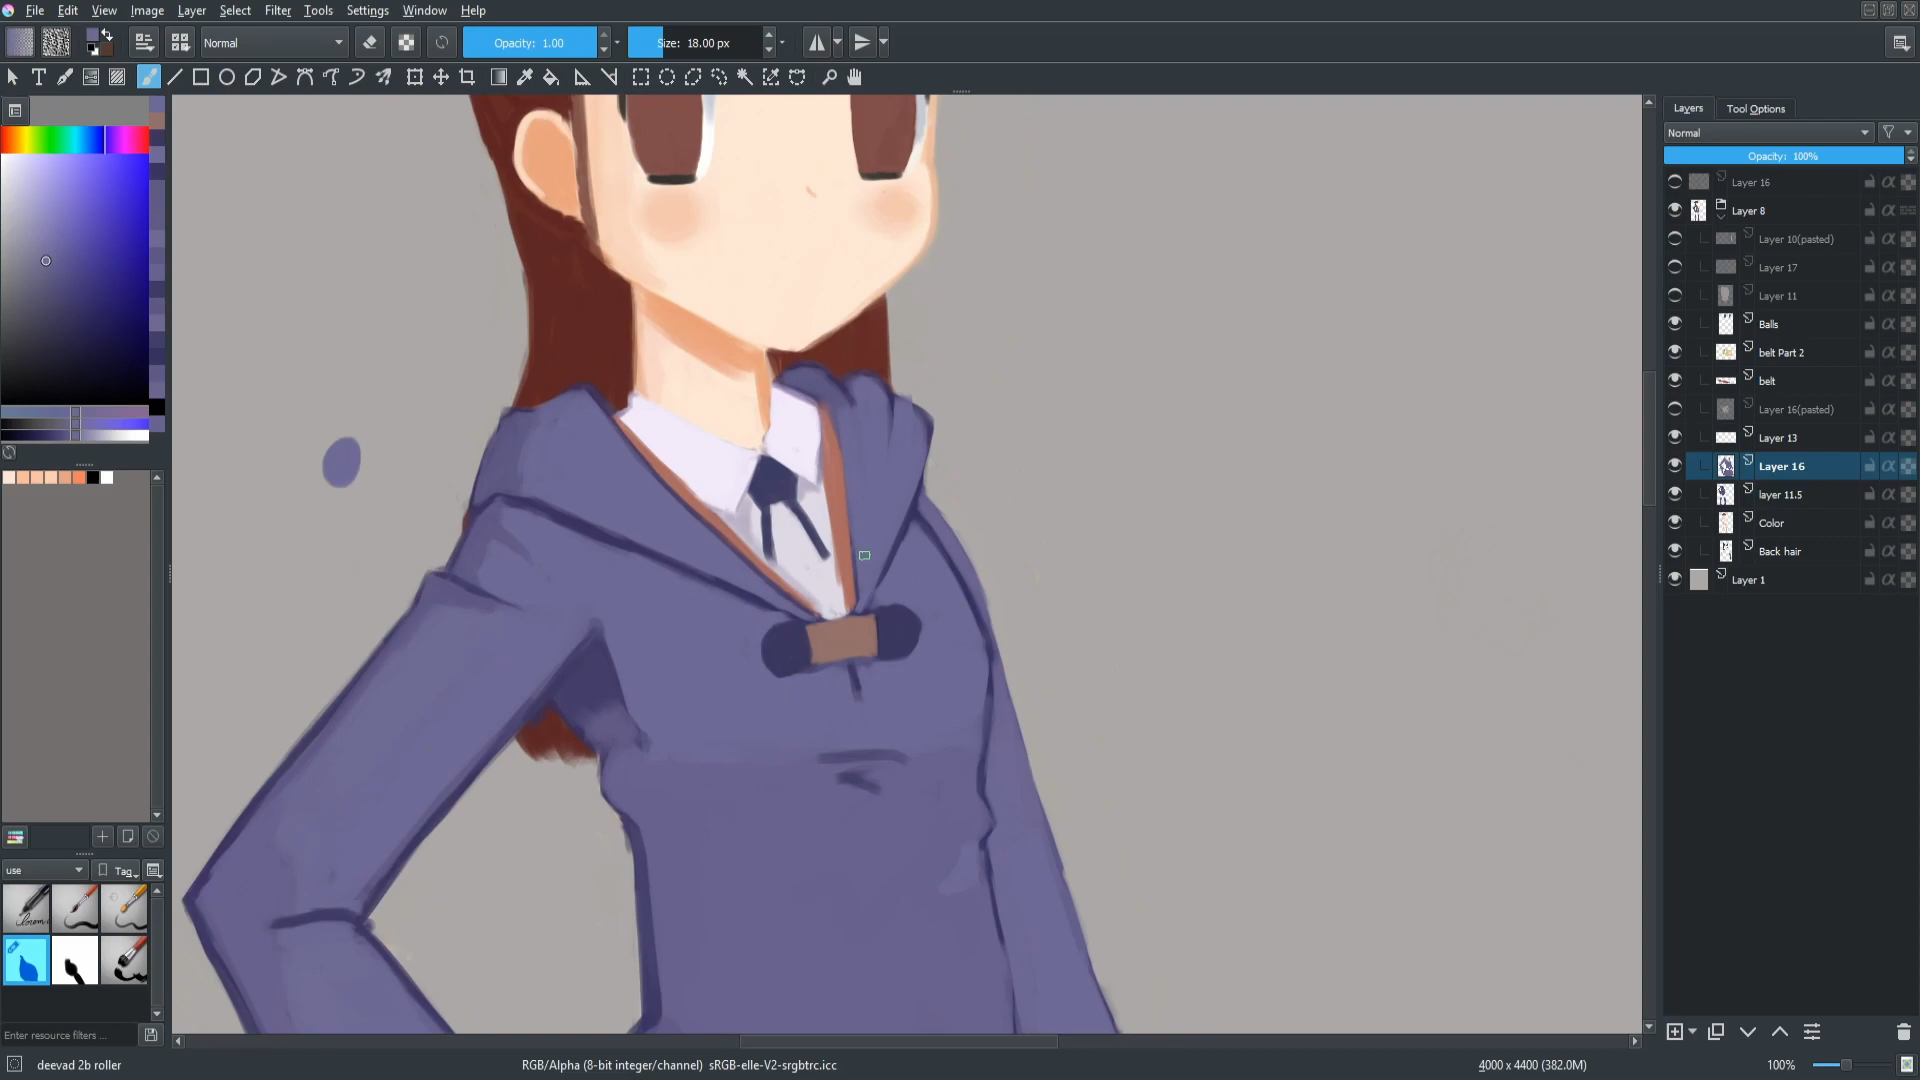 File Edit View Image Layer Select Filter Tools Settings Window Help
Normal
Opacity: 1.00
Size: 18.00 px
Layers
Tool Options
Normal
Opacity: 100%
Layer 16
Layer 8
Layer 10(pasted)
Layer 17
Layer 11
Balls
belt Part 2
belt
Layer 16(pasted)
Layer 13
Layer 16
layer 11.5
Color
Back hair
Layer 1
use
Tag
Enter resource filters ...
deevad 2b roller
RGB/Alpha (8-bit integer/channel) sRGB-elle-V2-srgbtrc.icc
4000 x 4400 (382.0M)
100%